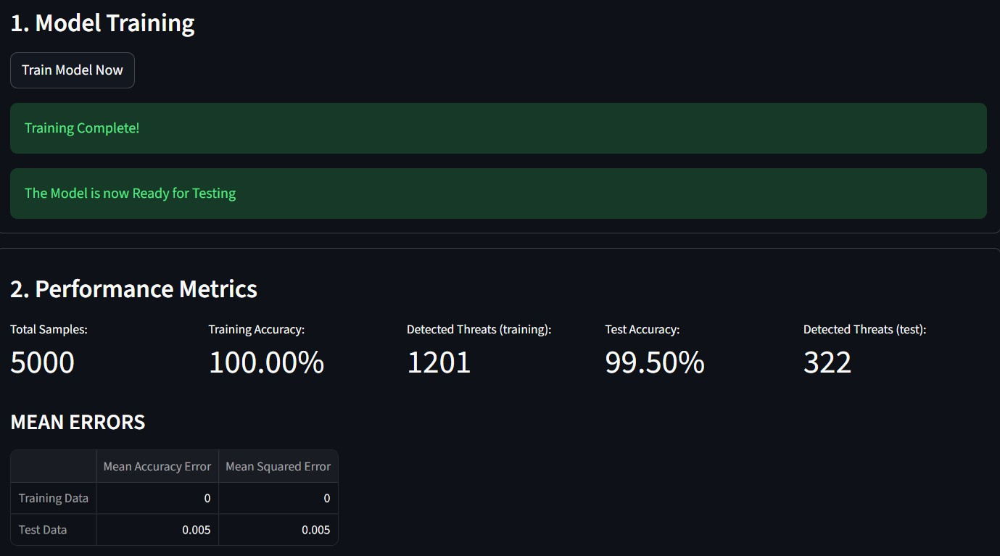 1. Model Training
Train Model Now
Training Complete!
The Model is now Ready for Testing
2. Performance Metrics
Total Samples: Training Accuracy: Detected Threats (training): Test Accuracy: Detected Threats (test):
5000 100.00% 1201 99.50% 322
MEAN ERRORS
Mean Accuracy Error Mean Squared Error
Training Data 0 0
Test Data 0.005 0.005